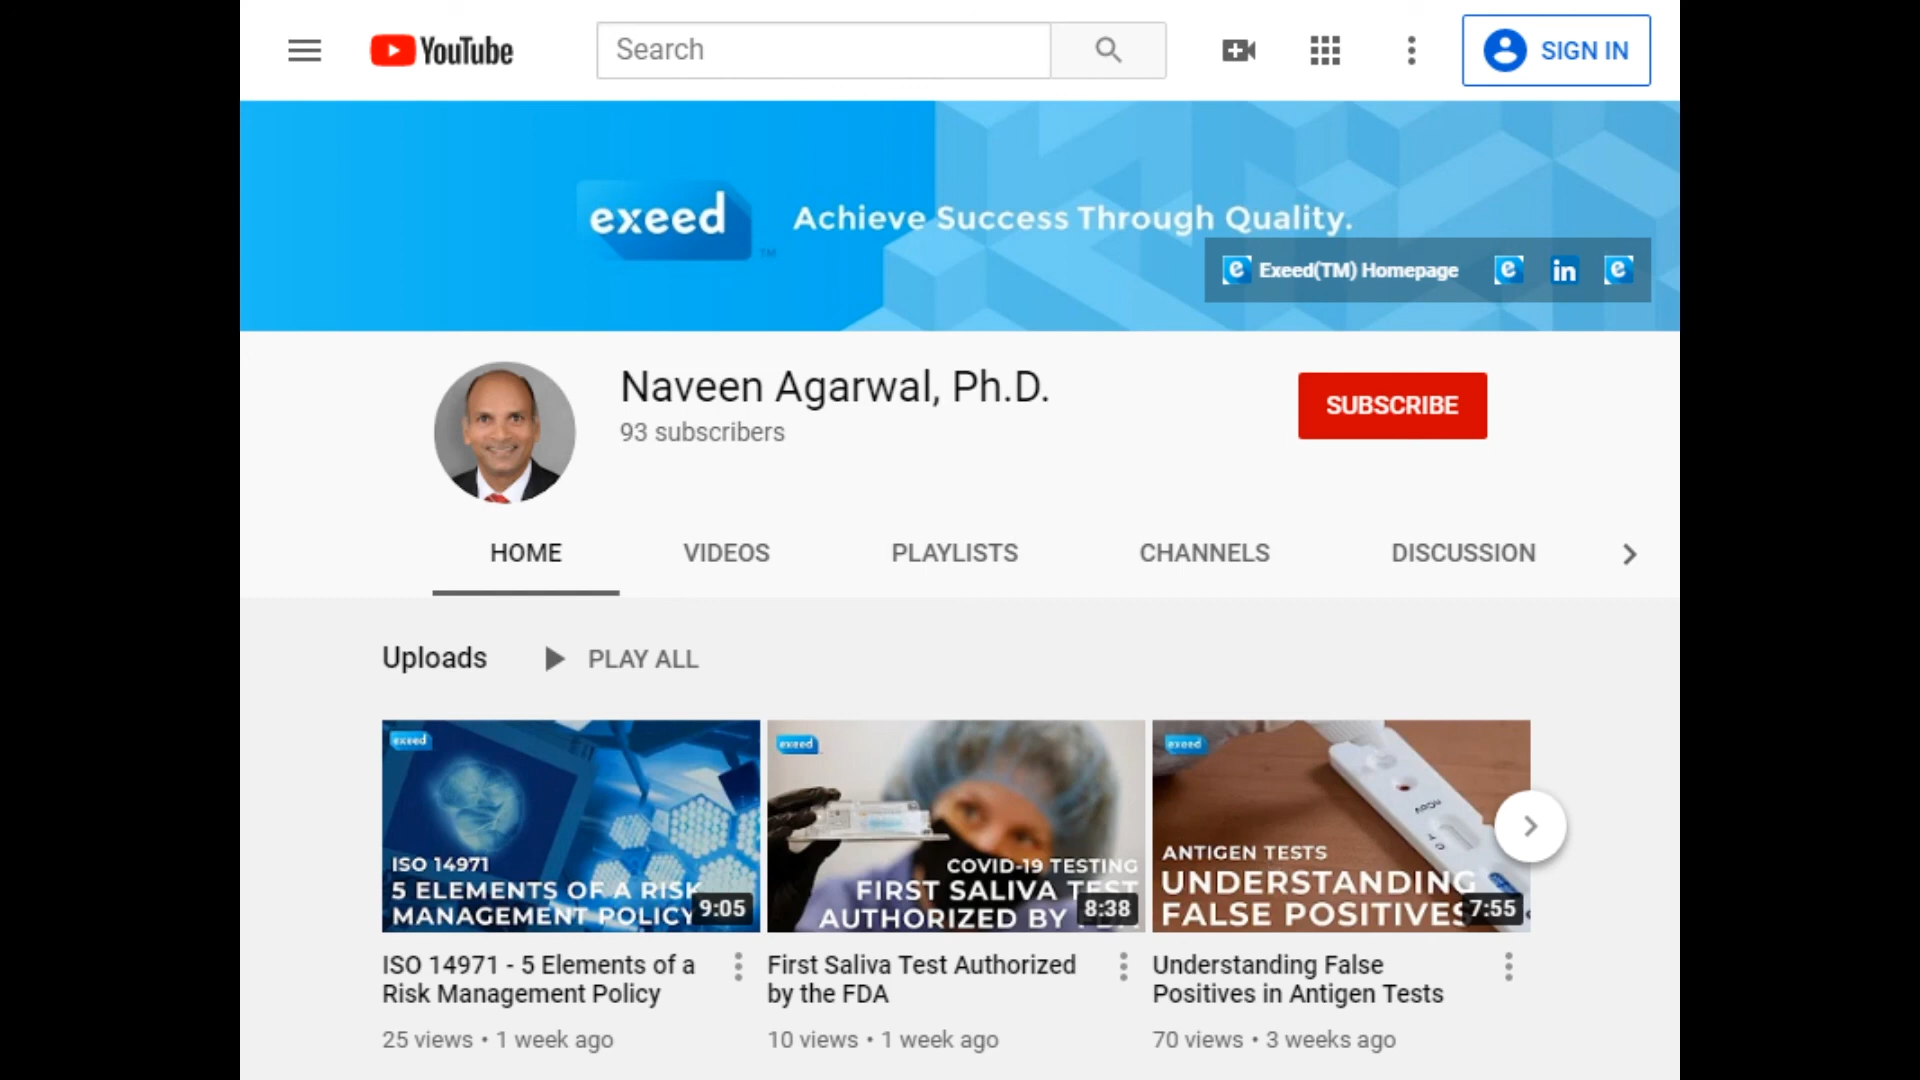 YouTube
Search
SIGN IN
exeed
TM
Achieve Success Through Quality.
e Exeed(TM) Homepage e in e
Naveen Agarwal, Ph.D.
93 subscribers
SUBSCRIBE
HOME VIDEOS PLAYLISTS CHANNELS DISCUSSION
Uploads PLAY ALL
exeed
ISO 14971
5 ELEMENTS OF A RISK
MANAGEMENT POLICY
9:05
exeed
COVID-19 TESTING
FIRST SALIVA TEST
AUTHORIZED BY
8:38
exeed
ANTIGEN TESTS
UNDERSTANDING
FALSE POSITIVES
7:55
ISO 14971 - 5 Elements of a
Risk Management Policy
25 views • 1 week ago
First Saliva Test Authorized
by the FDA
10 views • 1 week ago
Understanding False
Positives in Antigen Tests
70 views • 3 weeks ago